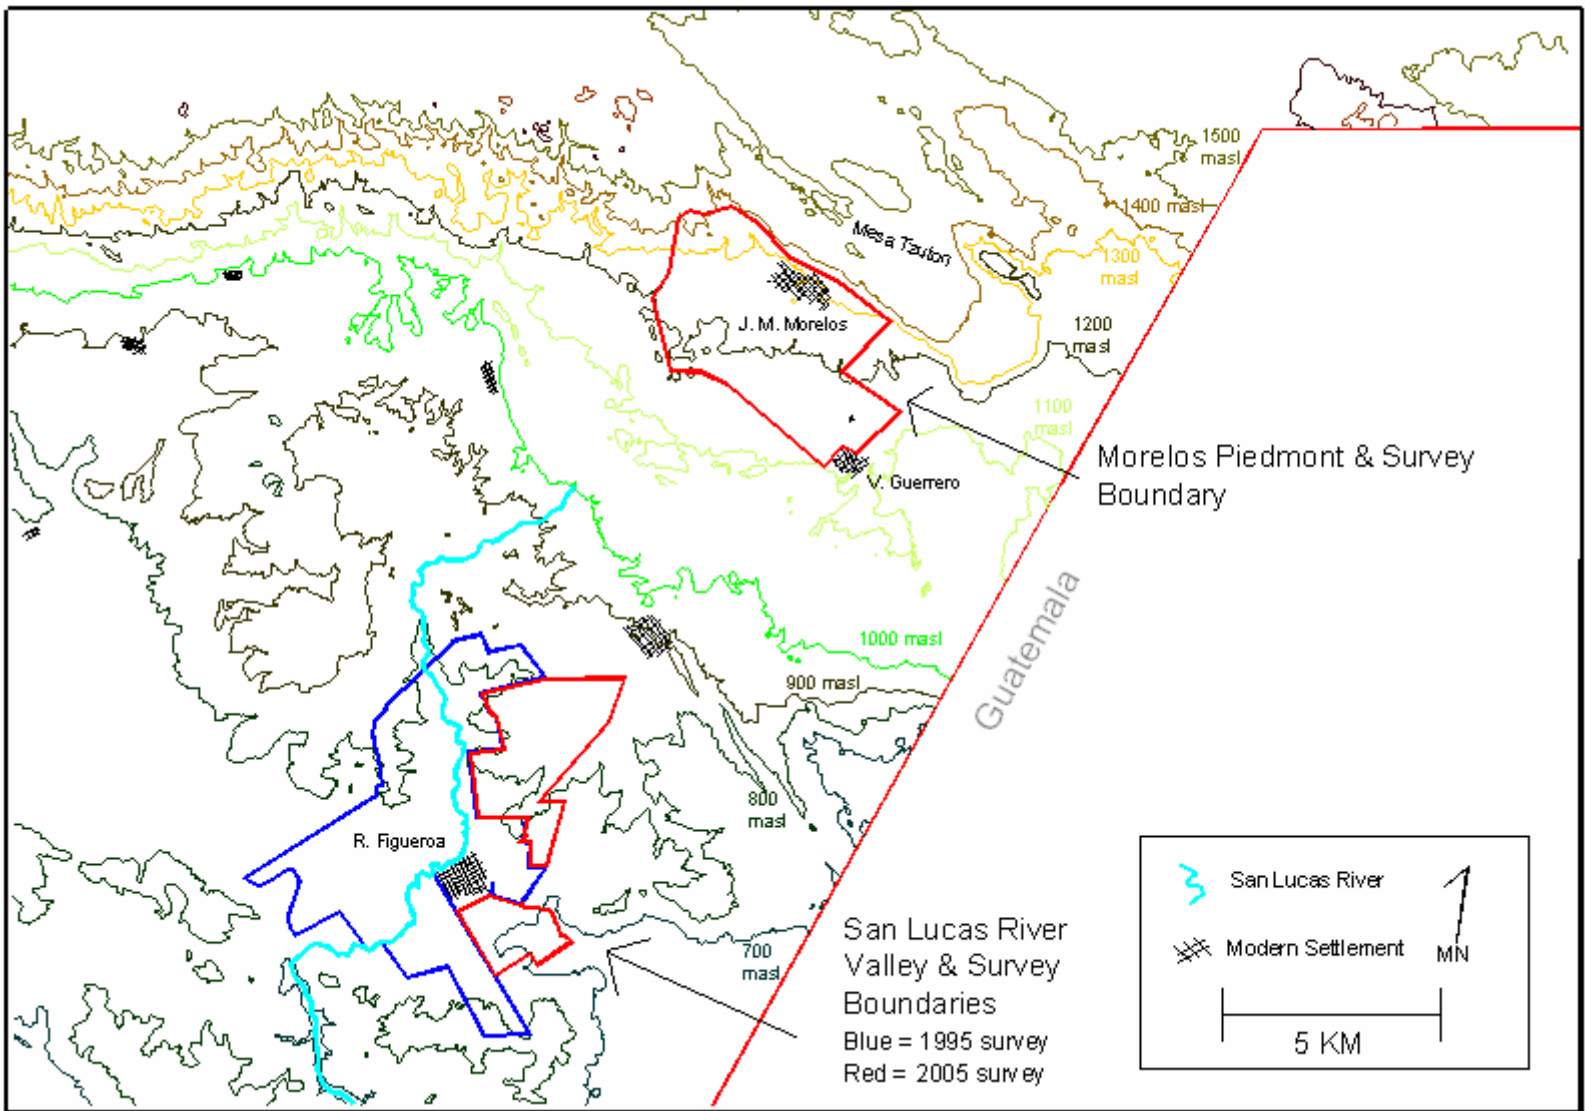 1500
masl
1400 masl
Mesa Tzutori
1300
masl
J. M. Morelos
1200
masl
1100
masl
Morelos Piedmont & Survey
Boundary
V. Guerrero
Guatemala
1000 masl
900 masl
800
masl
R. Figueroa
San Lucas River
Valley & Survey
Boundaries
Blue = 1995 survey
Red = 2005 survey
700
masl
San Lucas River
Modern Settlement
MN
5 KM